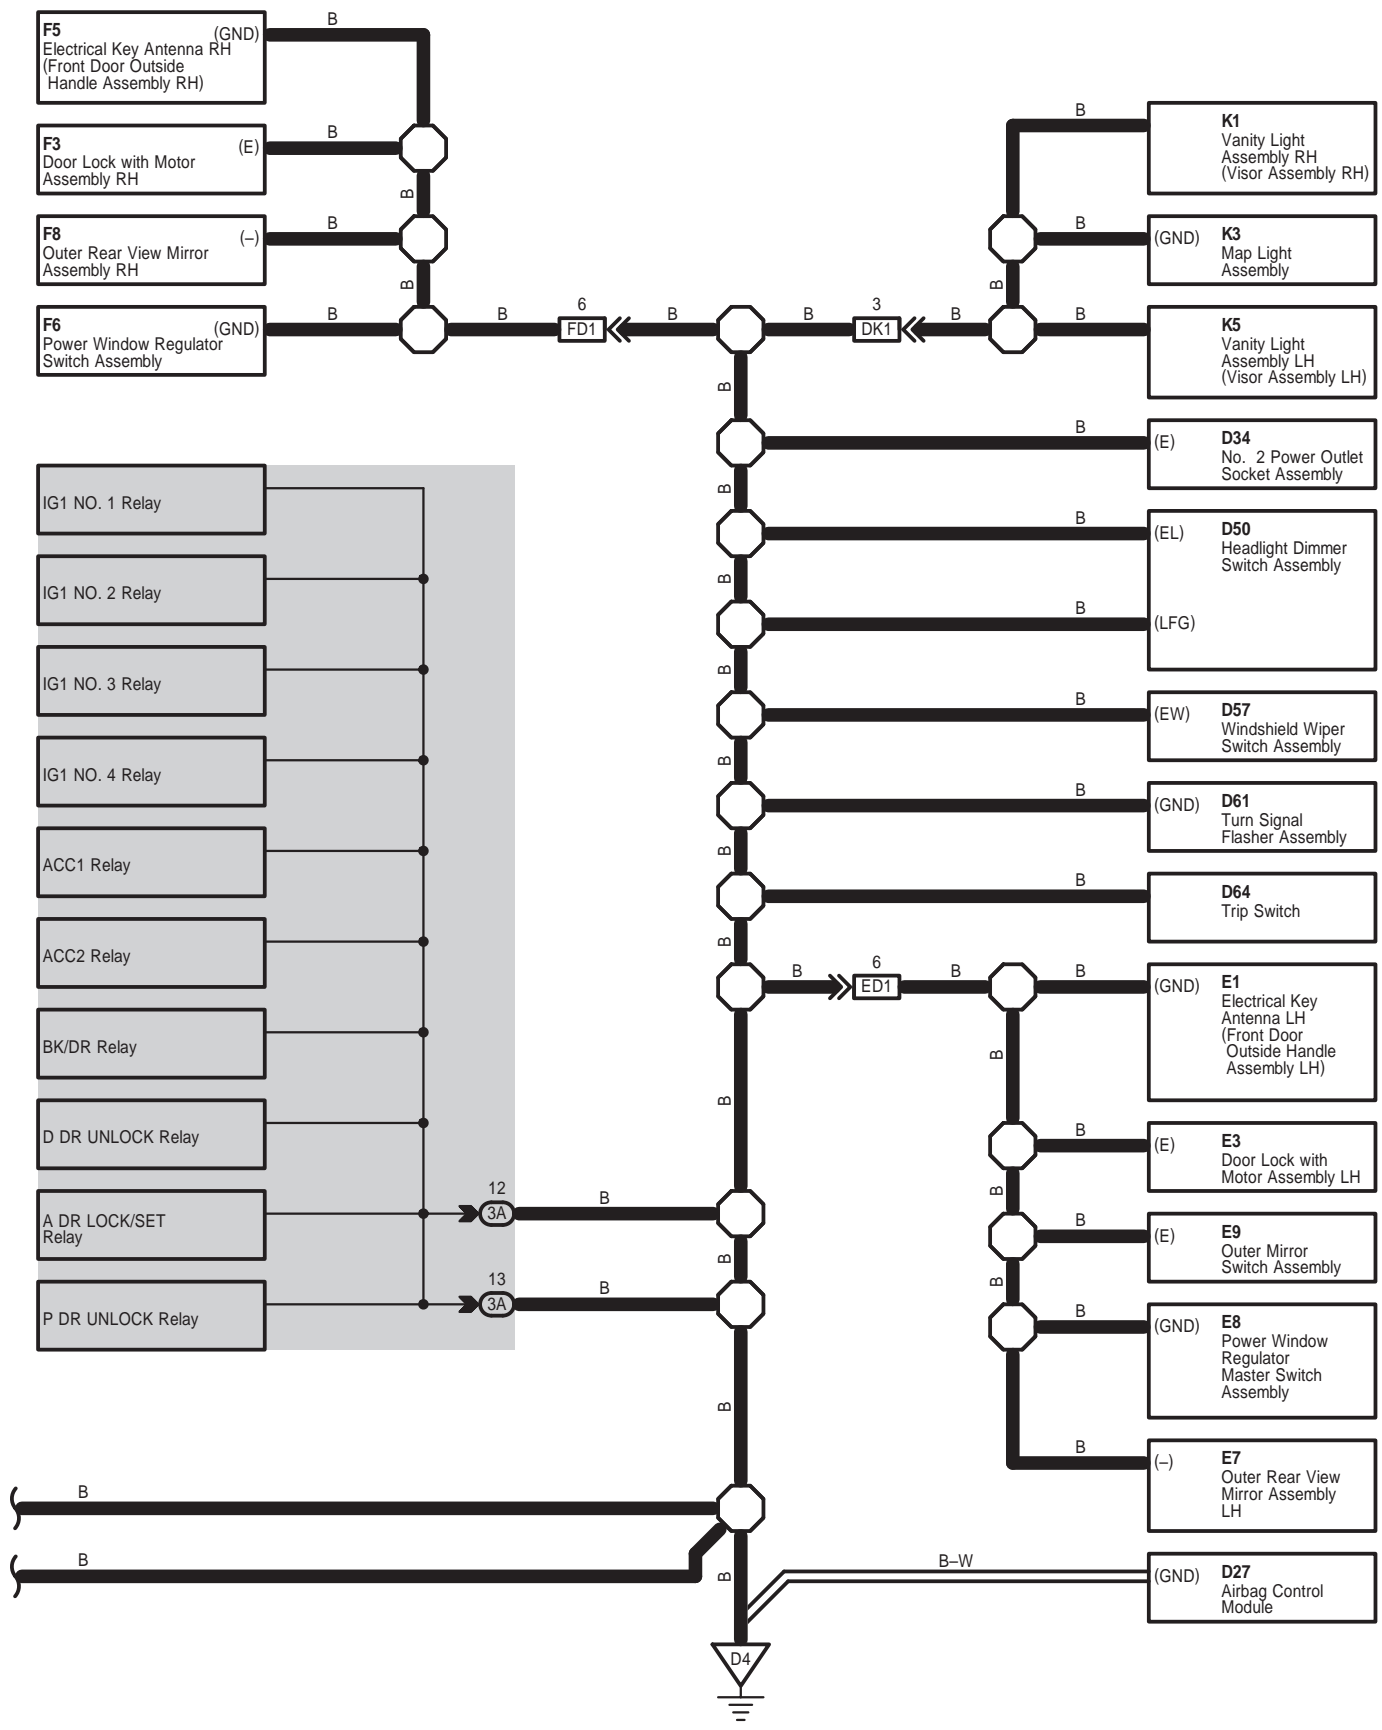 F5
(GND)
Electrical Key Antenna RH
(Front Door Outside
Handle Assembly RH)
B
F3
(E)
Door Lock with Motor
Assembly RH
B
B
F8
(–)
Outer Rear View Mirror
Assembly RH
B
B
F6
(GND)
Power Window Regulator
Switch Assembly
B
B
6
FD1
B
B
3
DK1
B
B
K1
Vanity Light
Assembly RH
(Visor Assembly RH)
B
(GND)
K3
Map Light
Assembly
B
B
K5
Vanity Light
Assembly LH
(Visor Assembly LH)
B
B
(E)
D34
No. 2 Power Outlet
Socket Assembly
B
B
(EL)
D50
Headlight Dimmer
Switch Assembly
B
B
(LFG)
B
B
(EW)
D57
Windshield Wiper
Switch Assembly
B
B
(GND)
D61
Turn Signal
Flasher Assembly
B
B
D64
Trip Switch
B
B
6
ED1
B
B
(GND)
E1
Electrical Key
Antenna LH
(Front Door
Outside Handle
Assembly LH)
B
B
B
(E)
E3
Door Lock with
Motor Assembly LH
B
B
(E)
E9
Outer Mirror
Switch Assembly
B
B
(GND)
E8
Power Window
Regulator
Master Switch
Assembly
B
(–)
E7
Outer Rear View
Mirror Assembly
LH
IG1 NO. 1 Relay
IG1 NO. 2 Relay
IG1 NO. 3 Relay
IG1 NO. 4 Relay
ACC1 Relay
ACC2 Relay
BK/DR Relay
D DR UNLOCK Relay
A DR LOCK/SET
Relay
12
3A
B
B
P DR UNLOCK Relay
13
3A
B
B
B
B
B
B–W
(GND)
D27
Airbag Control
Module
D4